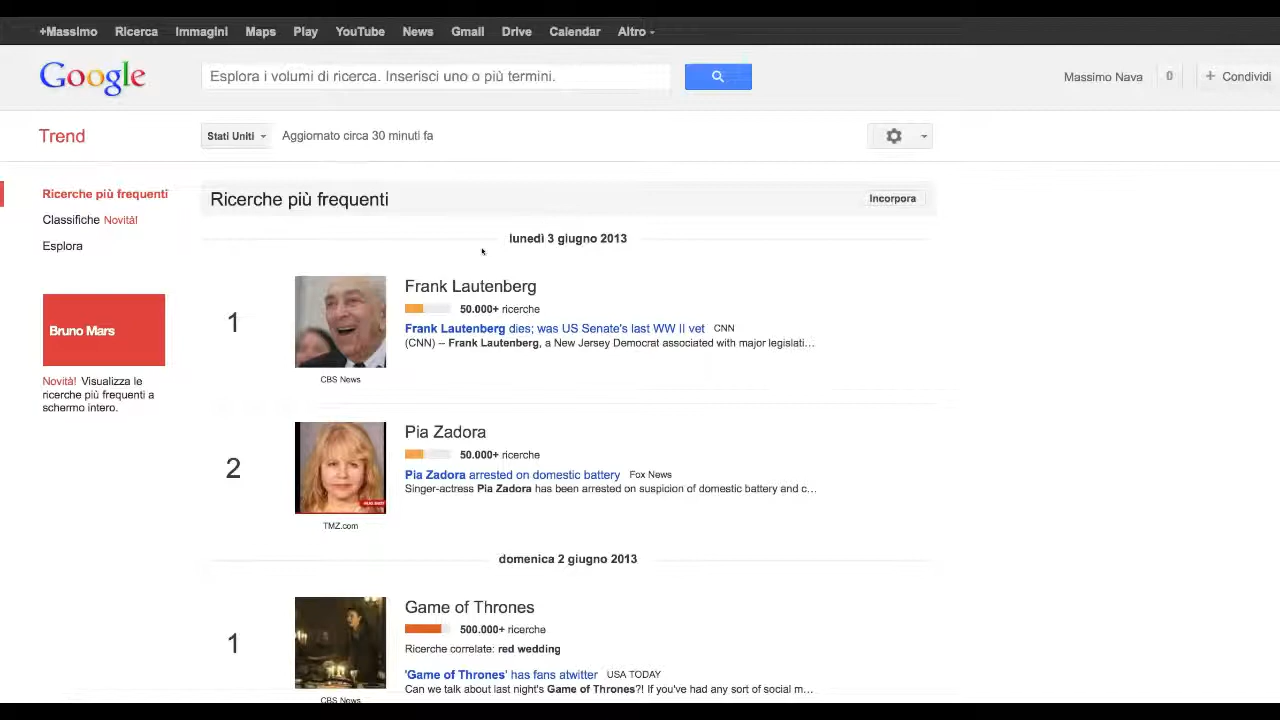 +Massimo Ricerca Immagini Maps Play YouTube News Gmail Drive Calendar Altro
Google Esplora i volumi di ricerca. Inserisci uno o più termini. Massimo Nava 0 + Condividi
Trend Stati Uniti Aggiornato circa 30 minuti fa
Ricerche più frequenti
Classifiche Novità!
Esplora
Bruno Mars
Novità! Visualizza le
ricerche più frequenti a
schermo intero.
Ricerche più frequenti Incorpora
lunedì 3 giugno 2013
1
CBS News
Frank Lautenberg
50.000+ ricerche
Frank Lautenberg dies; was US Senate's last WW II vet CNN
(CNN) -- Frank Lautenberg, a New Jersey Democrat associated with major legislati...
2
TMZ.com
Pia Zadora
50.000+ ricerche
Pia Zadora arrested on domestic battery Fox News
Singer-actress Pia Zadora has been arrested on suspicion of domestic battery and c...
domenica 2 giugno 2013
1
CBS News
Game of Thrones
500.000+ ricerche
Ricerche correlate: red wedding
'Game of Thrones' has fans atwitter USA TODAY
Can we talk about last night's Game of Thrones?! If you've had any sort of social m...